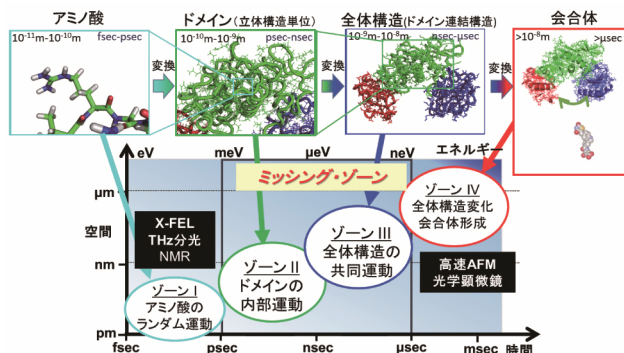 アミノ酸
ドメイン(立体構造単位)
全体構造(ドメイン連結構造)
会合体
10-11m-10-10m
fsec-psec
変換
10-10m-10-9m
psec-nsec
変換
10-9m-10-8m
nsec-μsec
変換
>10-8m
>μsec
エネルギー
eV
meV
μeV
neV
ミッシング・ゾーン
μm
空間
nm
pm
X-FEL
THz分光
NMR
ゾーン I
アミノ酸の
ランダム運動
ゾーン II
ドメインの
内部運動
ゾーン III
全体構造の
共同運動
ゾーン IV
全体構造変化
会合体形成
高速AFM
光学顕微鏡
fsec
psec
nsec
μsec
msec
時間